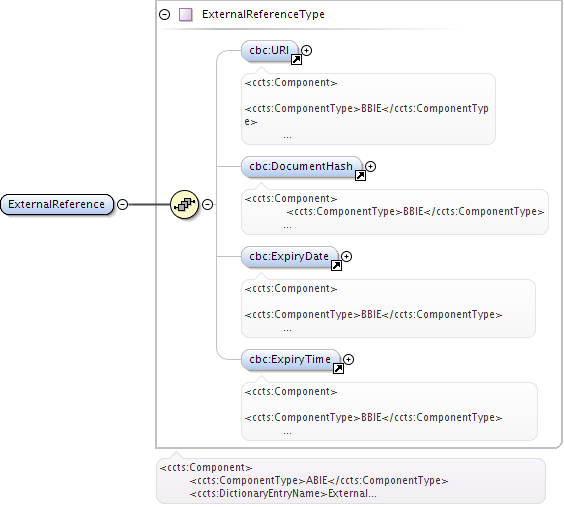 ExternalReferenceType
cbc:URI
<ccts:Component>
<ccts:ComponentType>BBIE</ccts:ComponentTyp
e>
...
cbc:DocumentHash
<ccts:Component>
<ccts:ComponentType>BBIE</ccts:ComponentType>
...
ExternalReference
cbc:ExpiryDate
<ccts:Component>
<ccts:ComponentType>BBIE</ccts:ComponentType>
...
cbc:ExpiryTime
<ccts:Component>
<ccts:ComponentType>BBIE</ccts:ComponentType>
...
<ccts:Component>
<ccts:ComponentType>ABIE</ccts:ComponentType>
<ccts:DictionaryEntryName>External...